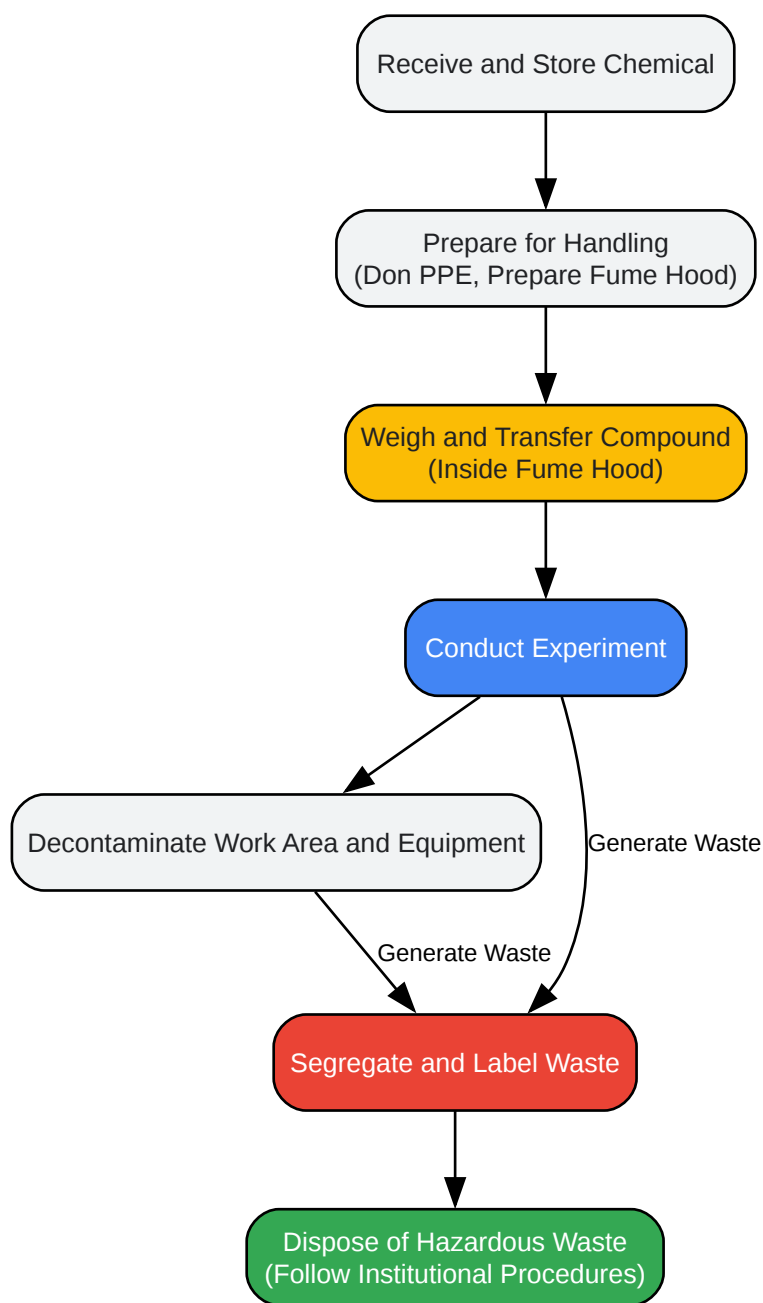 Receive and Store Chemical
Prepare for Handling
(Don PPE, Prepare Fume Hood)
Weigh and Transfer Compound
(Inside Fume Hood)
Conduct Experiment
Decontaminate Work Area and Equipment
Generate Waste
Generate Waste
Segregate and Label Waste
Dispose of Hazardous Waste
(Follow Institutional Procedures)